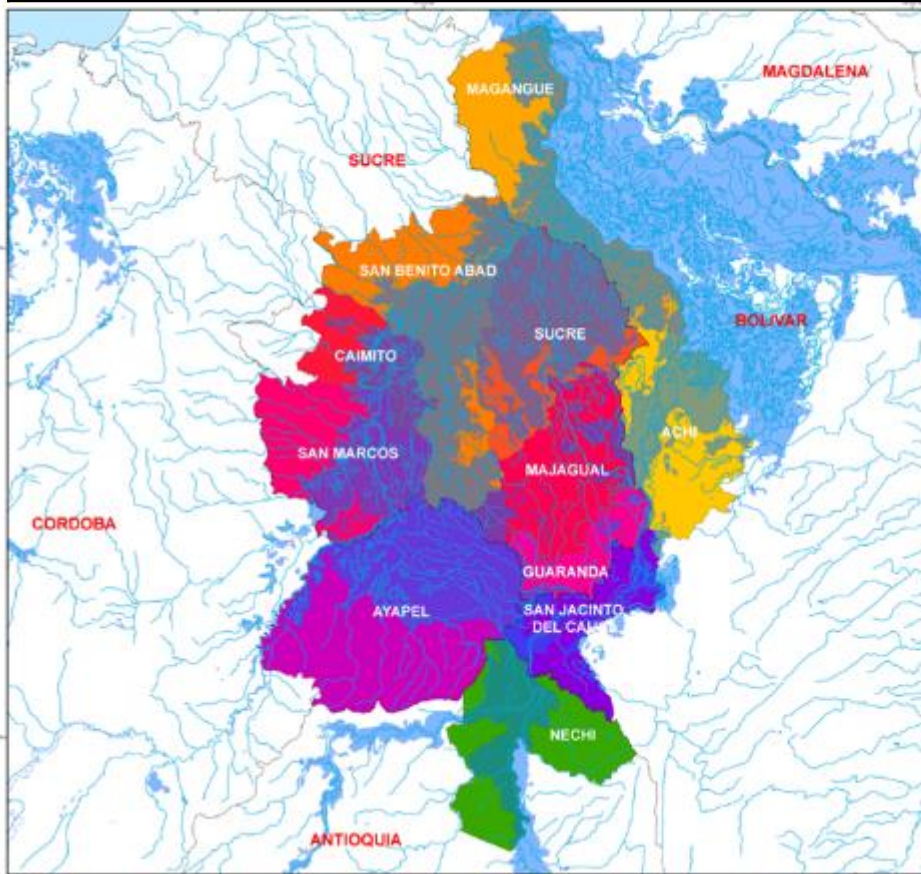 MAGANGUE
MAGDALENA
SUCRE
SAN BENITO ABAD
BOLIVAR
SUCRE
CAIMITO
ACHI
SAN MARCOS
MAJAGUAL
CORDOBA
GUARANDA
AYAPEL
SAN JACINTO
DEL
NECHI
ANTIOQUIA